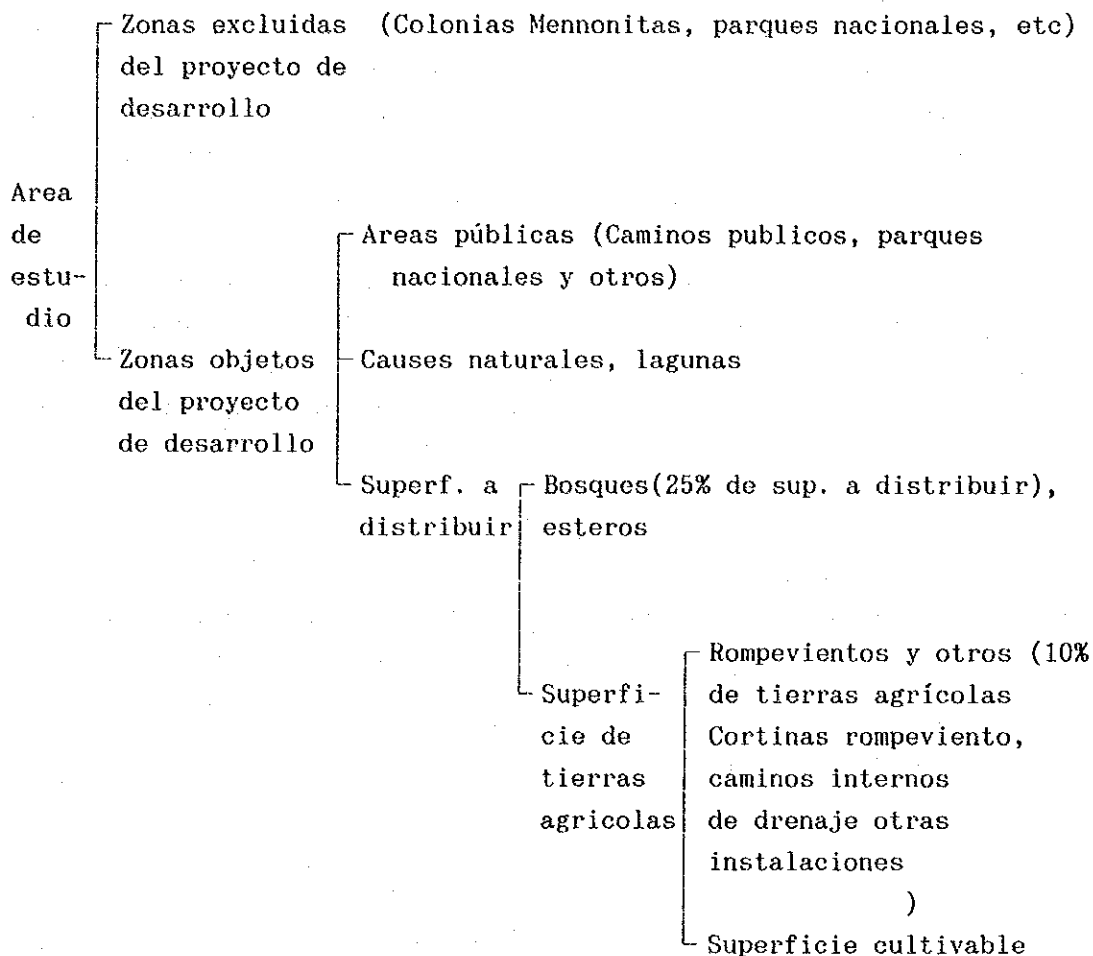 Zonas excluidas (Colonias Mennonitas, parques nacionales, etc)
del proyecto de
desarrollo
Area
de
estu-
dio
Areas públicas (Caminos publicos, parques
nacionales y otros)
Zonas objetos
del proyecto
de desarrollo
Causes naturales, lagunas
Superf. a
distribuir
Bosques(25% de sup. a distribuir),
esteros
Superfi-
cie de
tierras
agricolas
Rompevientos y otros (10%
de tierras agrícolas
Cortinas rompeviento,
caminos internos
de drenaje otras
instalaciones
)
Superficie cultivable